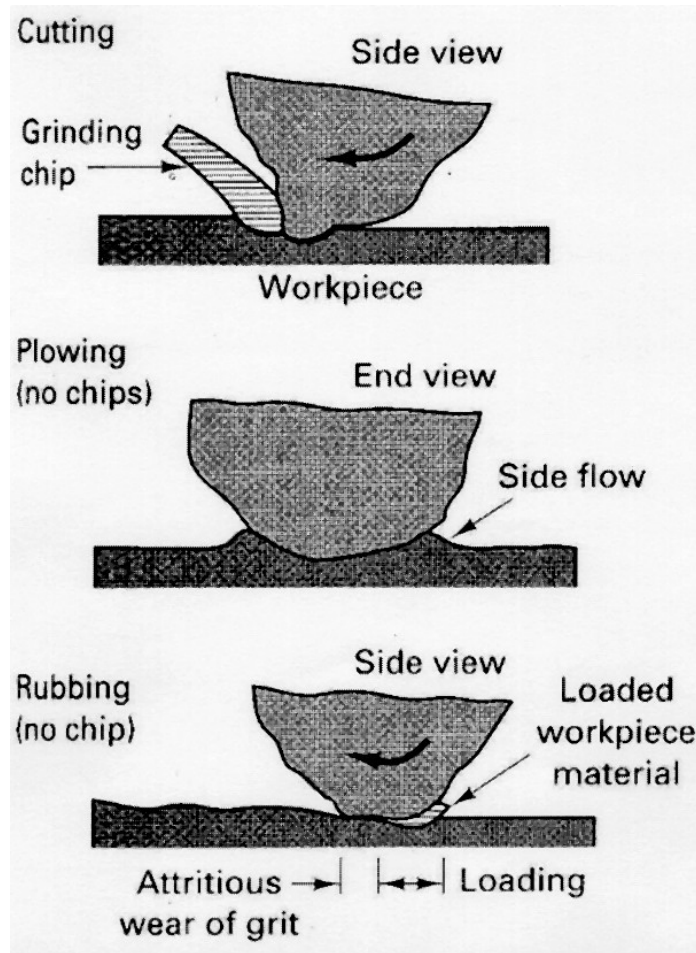 Cutting
Side view
Grinding
chip
Workpiece
Plowing
(no chips)
End view
Side flow
Rubbing
(no chip)
Side view
Loaded
workpiece
material
Attritious
wear of grit
Loading